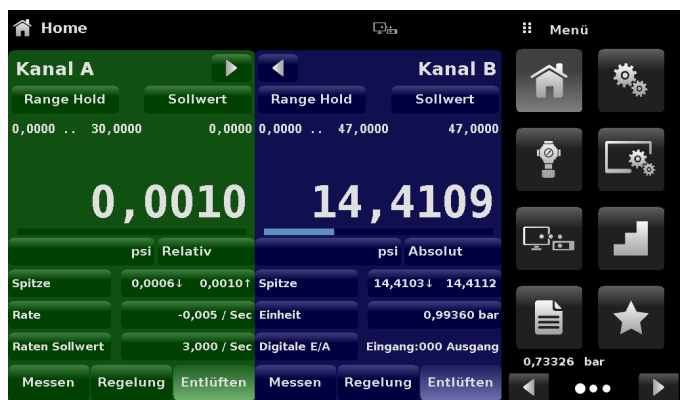 Home
Menü
Kanal A
Kanal B
Range Hold Sollwert
Range Hold Sollwert
0,0000 .. 30,0000 0,0000
0,0000 .. 47,0000 47,0000
0,0010
14,4109
psi Relativ
psi Absolut
Spitze 0,0006↓ 0,0010↑
Spitze 14,4103↓ 14,4112
Rate -0,005 / Sec
Einheit 0,99360 bar
Raten Sollwert 3,000 / Sec
Digitale E/A Eingang:000 Ausgang
Messen Regelung Entlüften
Messen Regelung Entlüften
0,73326 bar